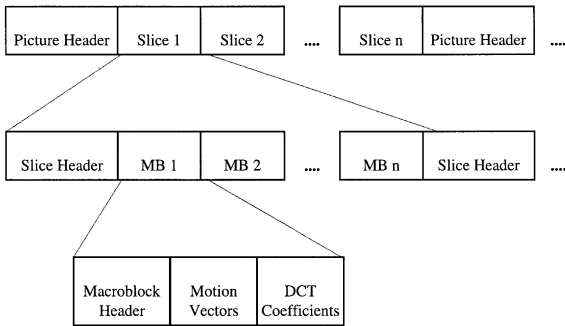 Picture Header Slice 1 Slice 2 .... Slice n Picture Header ....
Slice Header MB 1 MB 2 .... MB n Slice Header ....
Macroblock Header Motion Vectors DCT Coefficients